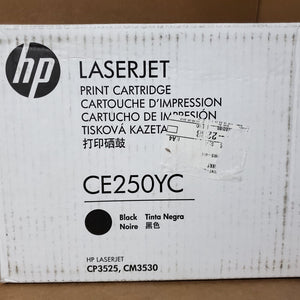 hp
LASERJET
PRINT CARTRIDGE
CARTOUCHE D'IMPRESSION
CARTUCHO DE IMPRESIÓN
TISKOVÁ KAZETA
打印硒鼓
CE250YC
Black Tinta Negra
Noire 黑色
HP LASERJET
CP3525, CM3530